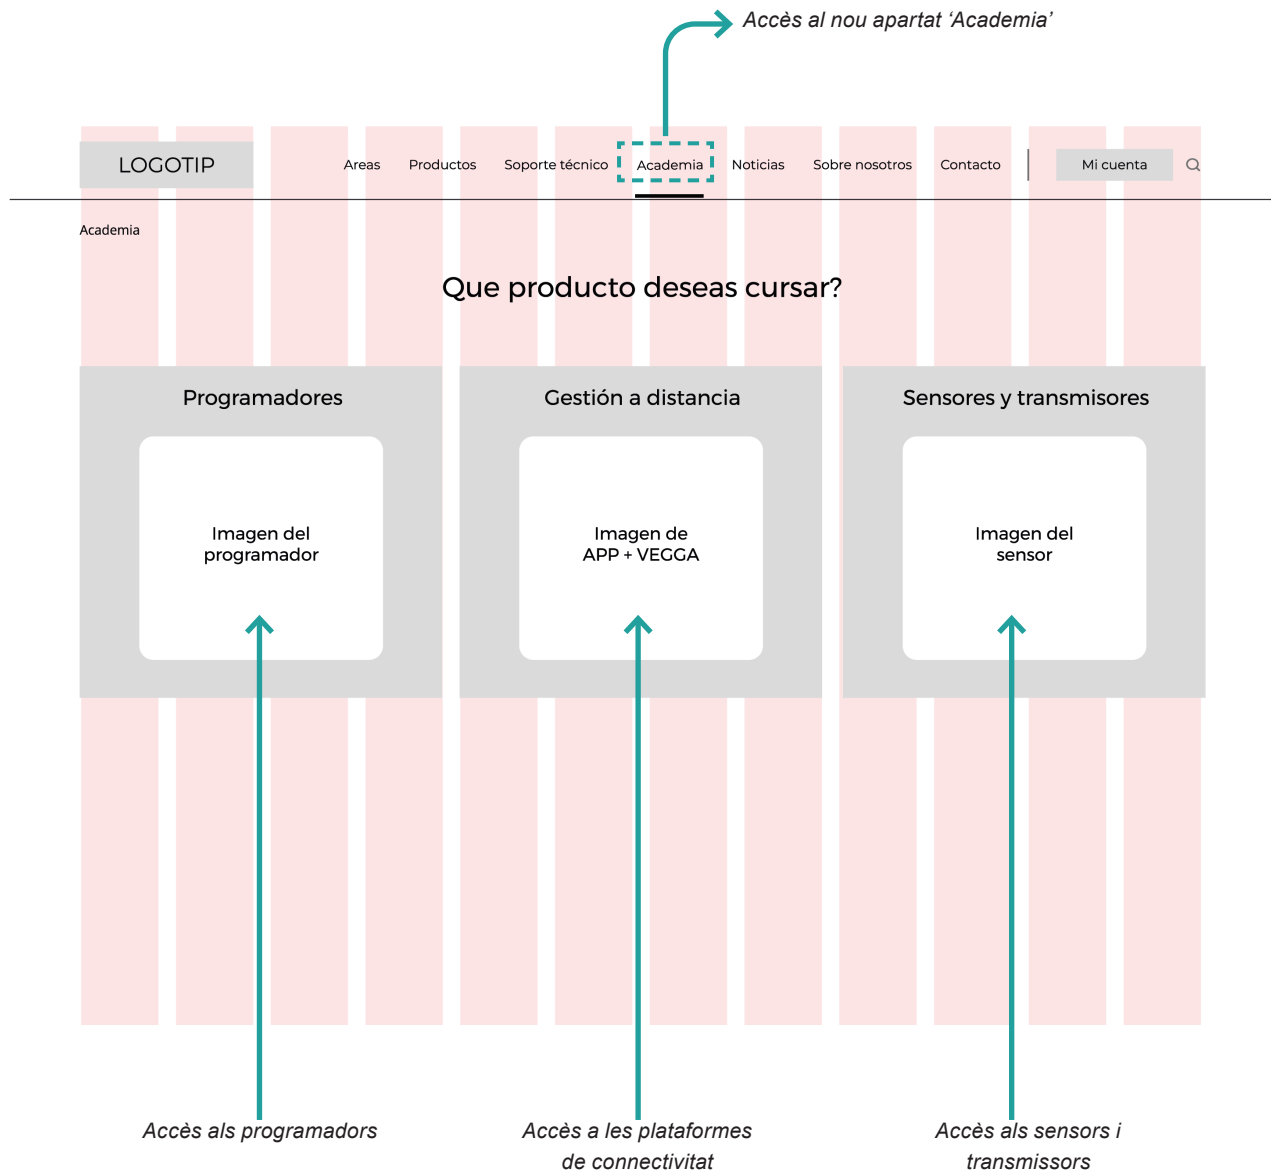 Accès al nou apartat ‘Academia’
LOGOTIP
Areas
Productos
Soporte técnico
Academia
Noticias
Sobre nosotros
Contacto
Mi cuenta
Academia
Que producto deseas cursar?
Programadores
Gestión a distancia
Sensores y transmisores
Imagen del
programador
Imagen de
APP + VEGGA
Imagen del
sensor
Accès als programadors
Accès a les plataformes
de connectivitat
Accès als sensors i
transmissors